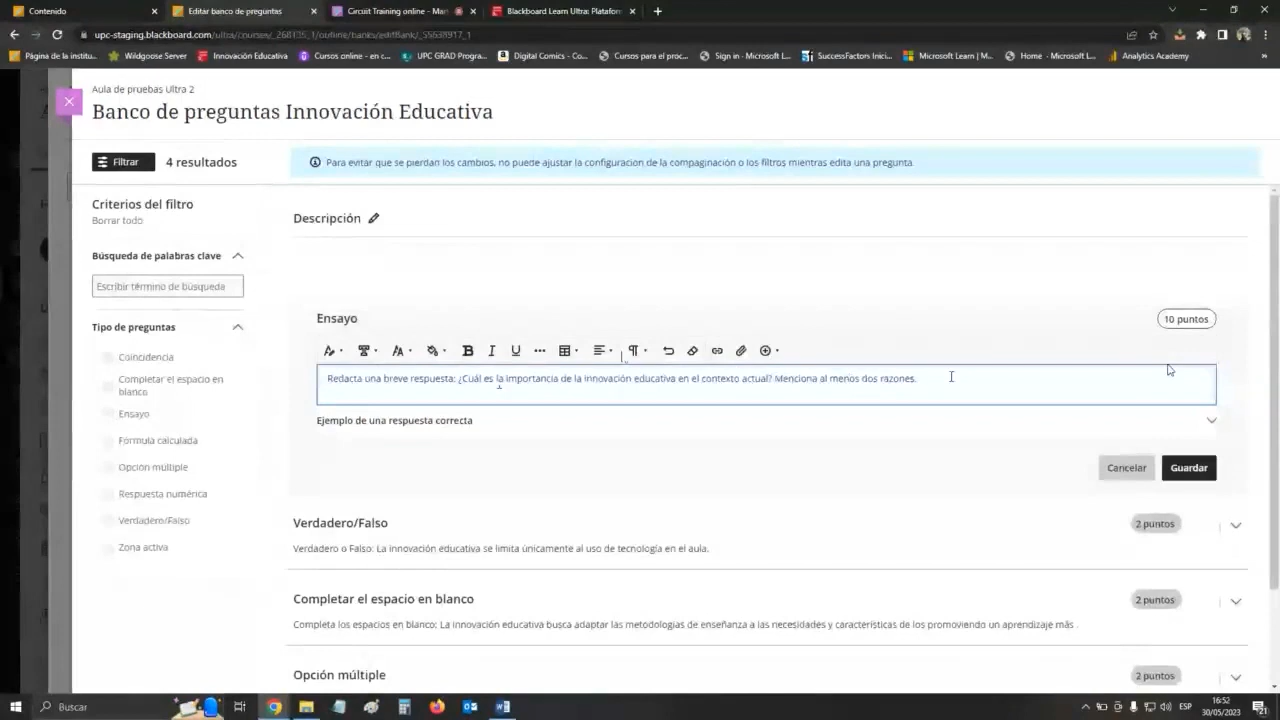 Contenido
Editar banco de preguntas
Circuit Training online - Man
Blackboard Learn Ultra: Platafor
upc-staging.blackboard.com/ultra/courses/_268135_1/outline/banks/editBank/_55638917_1
Página de la institu...
Wildgoose Server
Innovación Educativa
Cursos online - en c...
UPC GRAD Progra...
Digital Comics - Co...
Cursos para el proc...
Sign in - Microsoft L...
SuccessFactors Inici...
Microsoft Learn | M...
Home - Microsoft L...
Analytics Academy
Aula de pruebas Ultra 2
Banco de preguntas Innovación Educativa
Filtrar
4 resultados
Para evitar que se pierdan los cambios, no puede ajustar la configuracion de la compaginación o los filtros mientras edita una pregunta.
Criterios del filtro
Borrar todo
Búsqueda de palabras clave
Escribir término de búsqueda
Tipo de preguntas
Coincidencia
Completar el espacio en
blanco
Ensayo
Fórmula calculada
Opción múltiple
Respuesta numérica
Verdadero/Falso
Zona activa
Descripción
Ensayo
10 puntos
Redacta una breve respuesta: ¿Cuál es la importancia de la innovación educativa en el contexto actual? Menciona al menos dos razones.
Ejemplo de una respuesta correcta
Cancelar
Guardar
Verdadero/Falso
2 puntos
Verdadero o Falso: La innovación educativa se limita únicamente al uso de tecnología en el aula.
Completar el espacio en blanco
2 puntos
Completa los espacios en blanco: La innovación educativa busca adaptar las metodologías de enseñanza a las necesidades y características de los promoviendo un aprendizaje más .
Opción múltiple
2 puntos
Buscar
ESP
16:52
30/05/2023
21